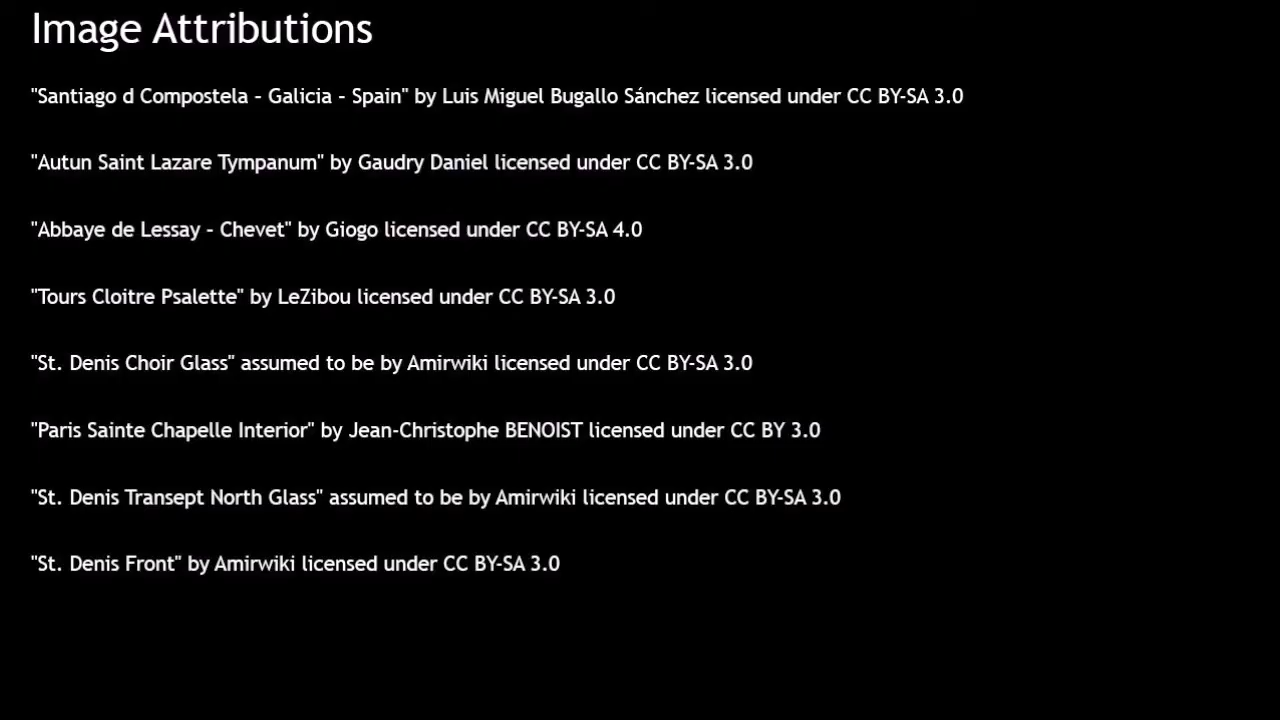 Image Attributions
"Santiago d Compostela – Galicia – Spain" by Luis Miguel Bugallo Sánchez licensed under CC BY-SA 3.0
"Autun Saint Lazare Tympanum" by Gaudry Daniel licensed under CC BY-SA 3.0
"Abbaye de Lessay – Chevet" by Giogo licensed under CC BY-SA 4.0
"Tours Cloitre Psalette" by LeZibou licensed under CC BY-SA 3.0
"St. Denis Choir Glass" assumed to be by Amirwiki licensed under CC BY-SA 3.0
"Paris Sainte Chapelle Interior" by Jean-Christophe BENOIST licensed under CC BY 3.0
"St. Denis Transept North Glass" assumed to be by Amirwiki licensed under CC BY-SA 3.0
"St. Denis Front" by Amirwiki licensed under CC BY-SA 3.0